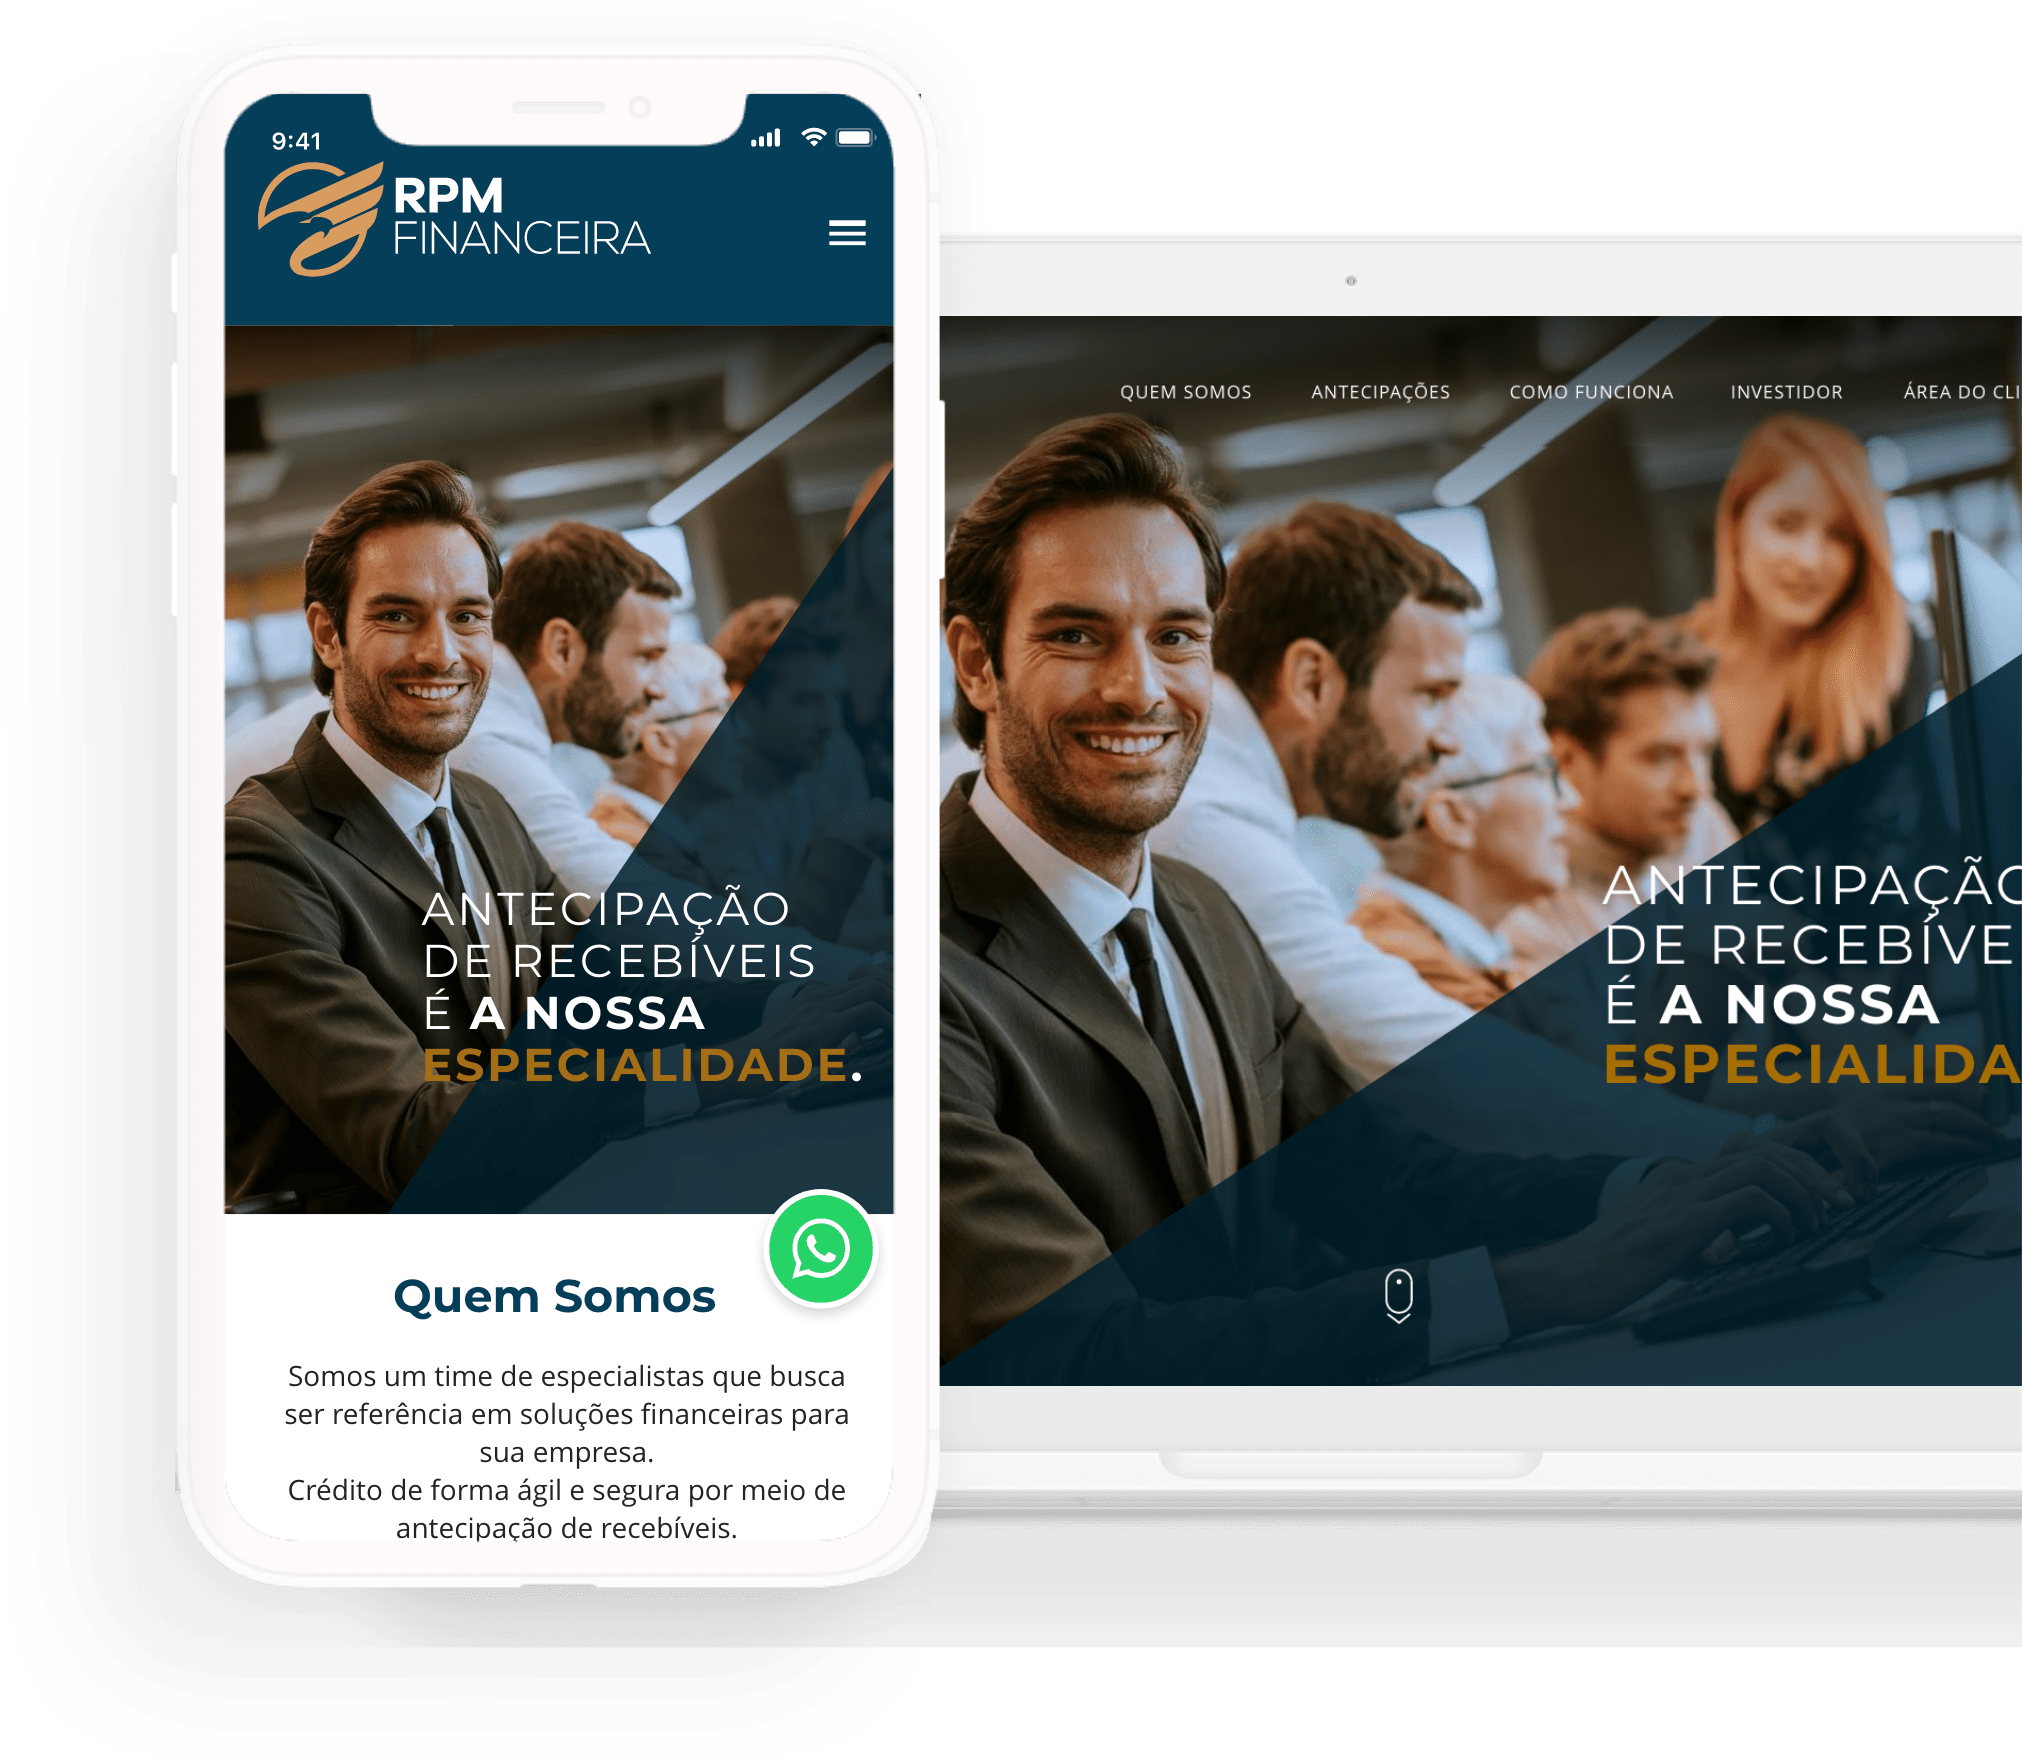 9:41
RPM
FINANCEIRA
ANTECIPAÇÃO
DE RECEBÍVEIS
É A NOSSA
ESPECIALIDADE.
Quem Somos
Somos um time de especialistas que busca
ser referência em soluções financeiras para
sua empresa.
Crédito de forma ágil e segura por meio de
antecipação de recebíveis.
QUEM SOMOS ANTECIPAÇÕES COMO FUNCIONA INVESTIDOR ÁREA DO CLI
ANTECIPAÇÃO
DE RECEBÍVE
É A NOSSA
ESPECIALIDA